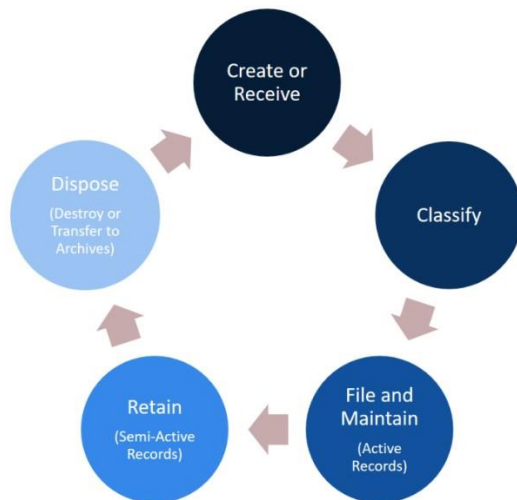 Create or
Receive
Classify
File and
Maintain
(Active
Records)
Retain
(Semi-Active
Records)
Dispose
(Destroy or
Transfer to
Archives)